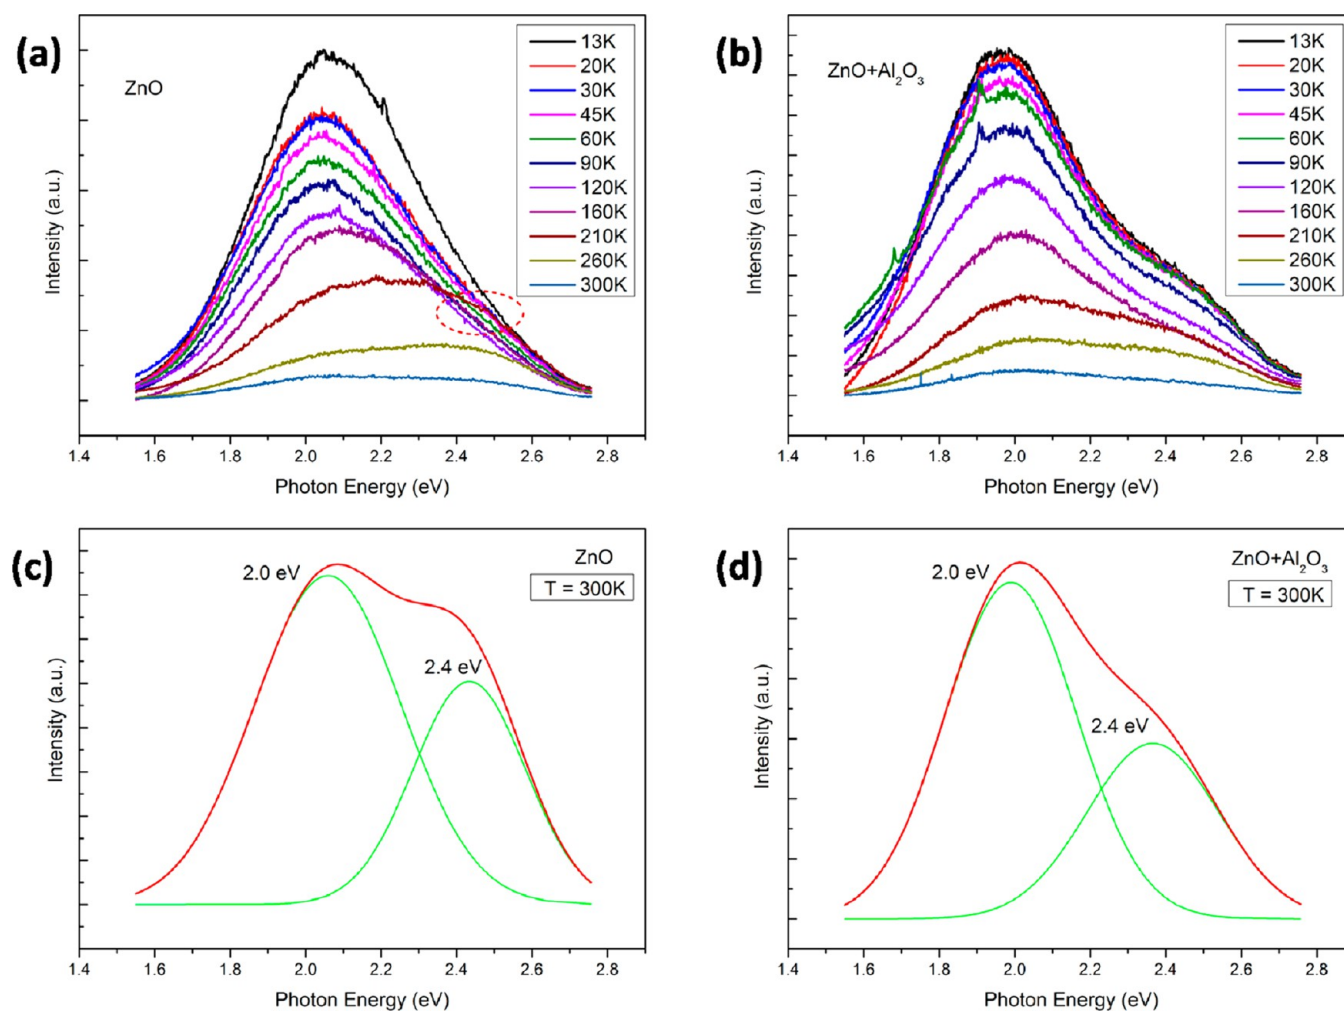 (a)
ZnO
13K
20K
30K
45K
60K
90K
120K
160K
210K
260K
300K
Intensity (a.u.)
1.4 1.6 1.8 2.0 2.2 2.4 2.6 2.8
Photon Energy (eV)
(b)
ZnO+Al₂O₃
13K
20K
30K
45K
60K
90K
120K
160K
210K
260K
300K
Intensity (a.u.)
1.4 1.6 1.8 2.0 2.2 2.4 2.6 2.8
Photon Energy (eV)
(c)
ZnO
T = 300K
2.0 eV
2.4 eV
Intensity (a.u.)
1.4 1.6 1.8 2.0 2.2 2.4 2.6 2.8
Photon Energy (eV)
(d)
ZnO+Al₂O₃
T = 300K
2.0 eV
2.4 eV
Intensity (a.u.)
1.4 1.6 1.8 2.0 2.2 2.4 2.6 2.8
Photon Energy (eV)